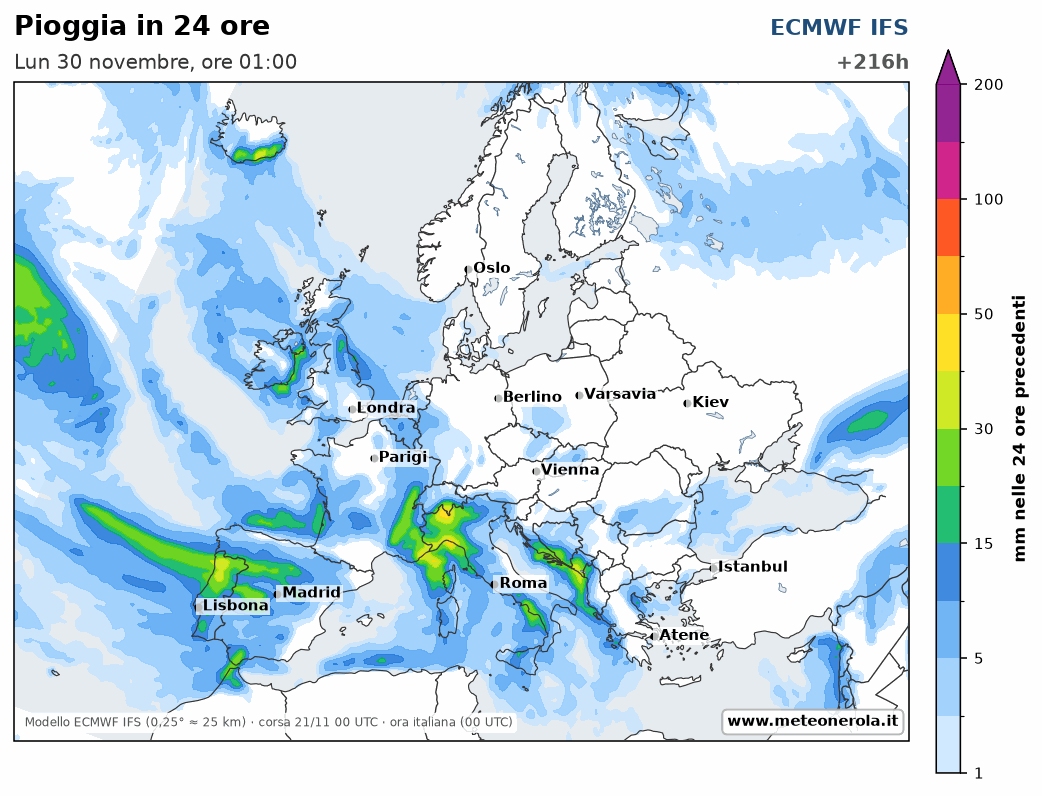 Pioggia in 24 ore
ECMWF IFS
Lun 30 novembre, ore 01:00
+216h
200
100
50
30
15
5
1
mm nelle 24 ore precedenti
Oslo
Berlino
Varsavia
Kiev
Londra
Parigi
Vienna
Istanbul
Roma
Madrid
Lisbona
Atene
Modello ECMWF IFS (0,25° ≈ 25 km) · corsa 21/11 00 UTC · ora italiana (00 UTC)
www.meteonerola.it